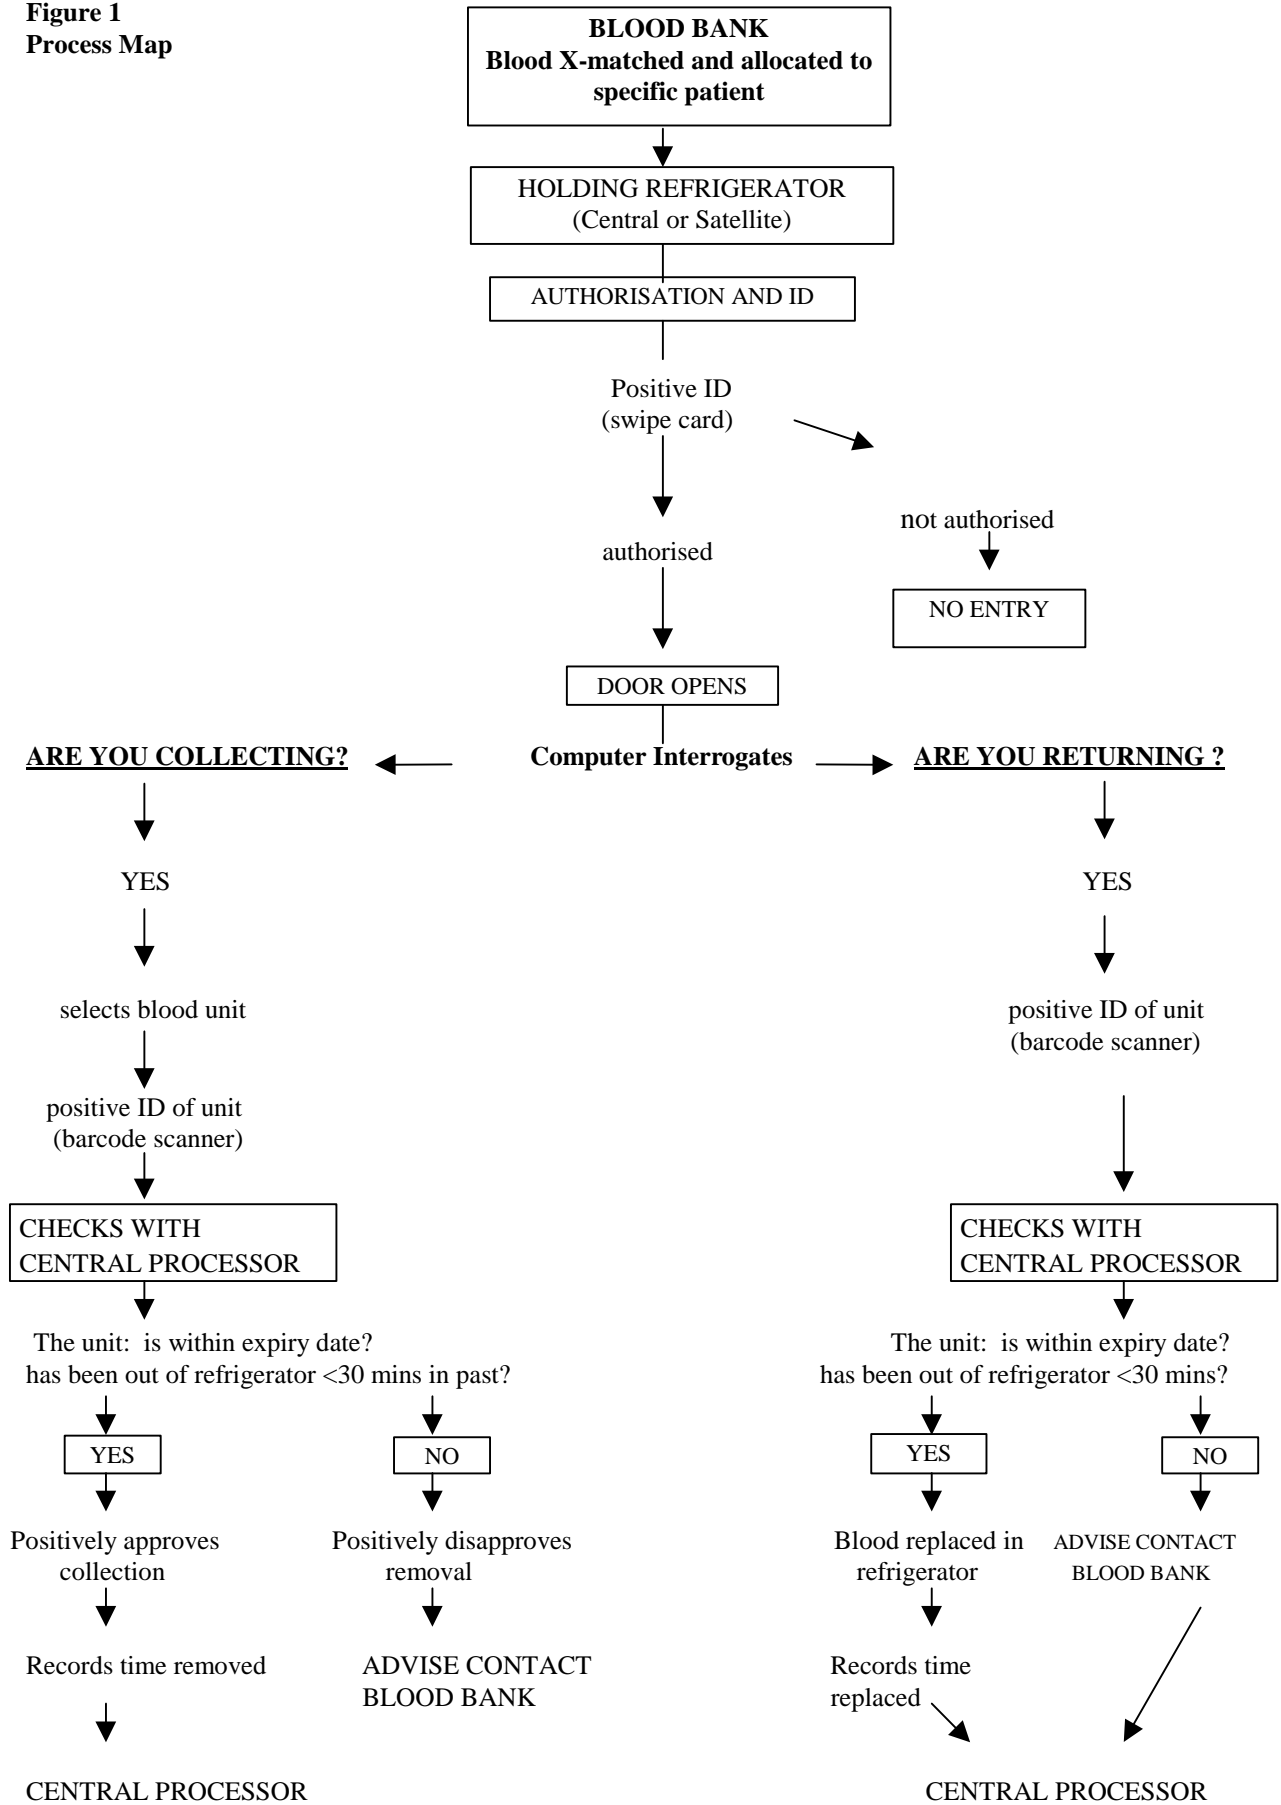 Figure 1
Process Map
BLOOD BANK
Blood X-matched and allocated to
specific patient
HOLDING REFRIGERATOR
(Central or Satellite)
AUTHORISATION AND ID
Positive ID
(swipe card)
not authorised
authorised
NO ENTRY
DOOR OPENS
ARE YOU COLLECTING?
Computer Interrogates
ARE YOU RETURNING ?
YES
selects blood unit
positive ID of unit
(barcode scanner)
CHECKS WITH
CENTRAL PROCESSOR
The unit:  is within expiry date?
has been out of refrigerator <30 mins in past?
YES
Positively approves
collection
Records time removed
CENTRAL PROCESSOR
NO
Positively disapproves
removal
ADVISE CONTACT
BLOOD BANK
YES
positive ID of unit
(barcode scanner)
CHECKS WITH
CENTRAL PROCESSOR
The unit:  is within expiry date?
has been out of refrigerator <30 mins?
YES
Blood replaced in
refrigerator
Records time
replaced
NO
ADVISE CONTACT
BLOOD BANK
CENTRAL PROCESSOR